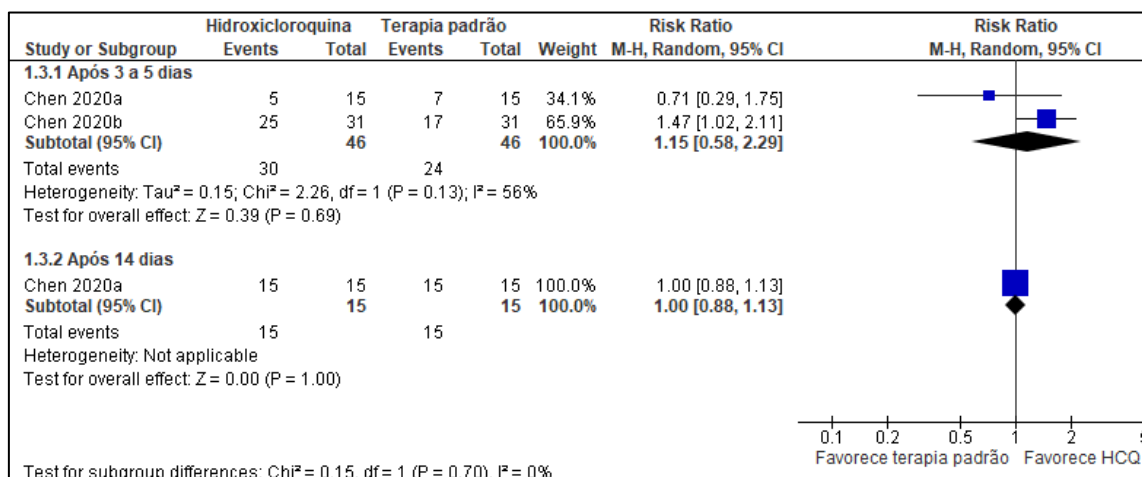 Hidroxicloroquina Terapia padrão Risk Ratio Risk Ratio
Study or Subgroup Events Total Events Total Weight M-H, Random, 95% CI M-H, Random, 95% CI
1.3.1 Após 3 a 5 dias
Chen 2020a 5 15 7 15 34.1% 0.71 [0.29, 1.75]
Chen 2020b 25 31 17 31 65.9% 1.47 [1.02, 2.11]
Subtotal (95% CI) 46 46 100.0% 1.15 [0.58, 2.29]
Total events 30 24
Heterogeneity: Tau² = 0.15; Chi² = 2.26, df = 1 (P = 0.13); I² = 56%
Test for overall effect: Z = 0.39 (P = 0.69)
1.3.2 Após 14 dias
Chen 2020a 15 15 15 15 100.0% 1.00 [0.88, 1.13]
Subtotal (95% CI) 15 15 100.0% 1.00 [0.88, 1.13]
Total events 15 15
Heterogeneity: Not applicable
Test for overall effect: Z = 0.00 (P = 1.00)
0.1 0.2 0.5 1 2
Favorece terapia padrão Favorece HCQ
Test for subgroup differences: Chi² = 0.15, df = 1 (P = 0.70), I² = 0%